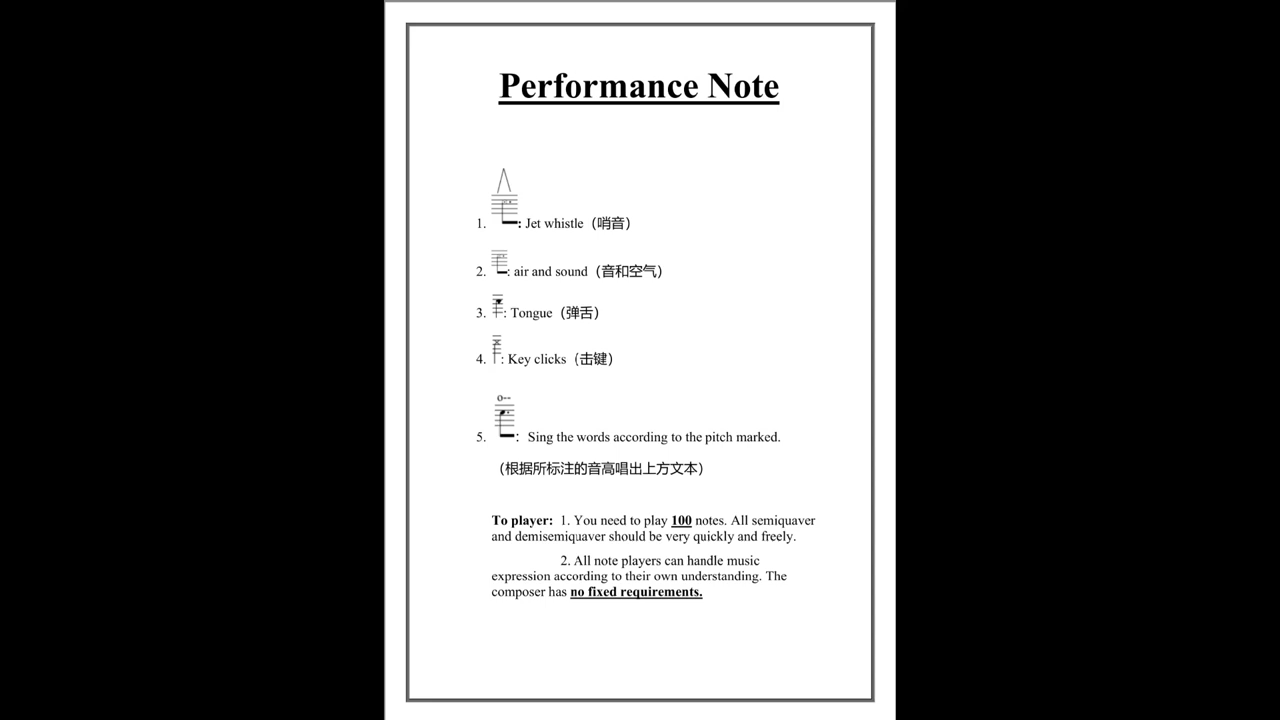 Performance Note
1. : Jet whistle（哨音）
2. : air and sound（音和空气）
3. : Tongue（弹舌）
4. : Key clicks（击键）
o--
5. : Sing the words according to the pitch marked.
（根据所标注的音高唱出上方文本）
To player: 1. You need to play 100 notes. All semiquaver
and demisemiquaver should be very quickly and freely.
2. All note players can handle music
expression according to their own understanding. The
composer has no fixed requirements.